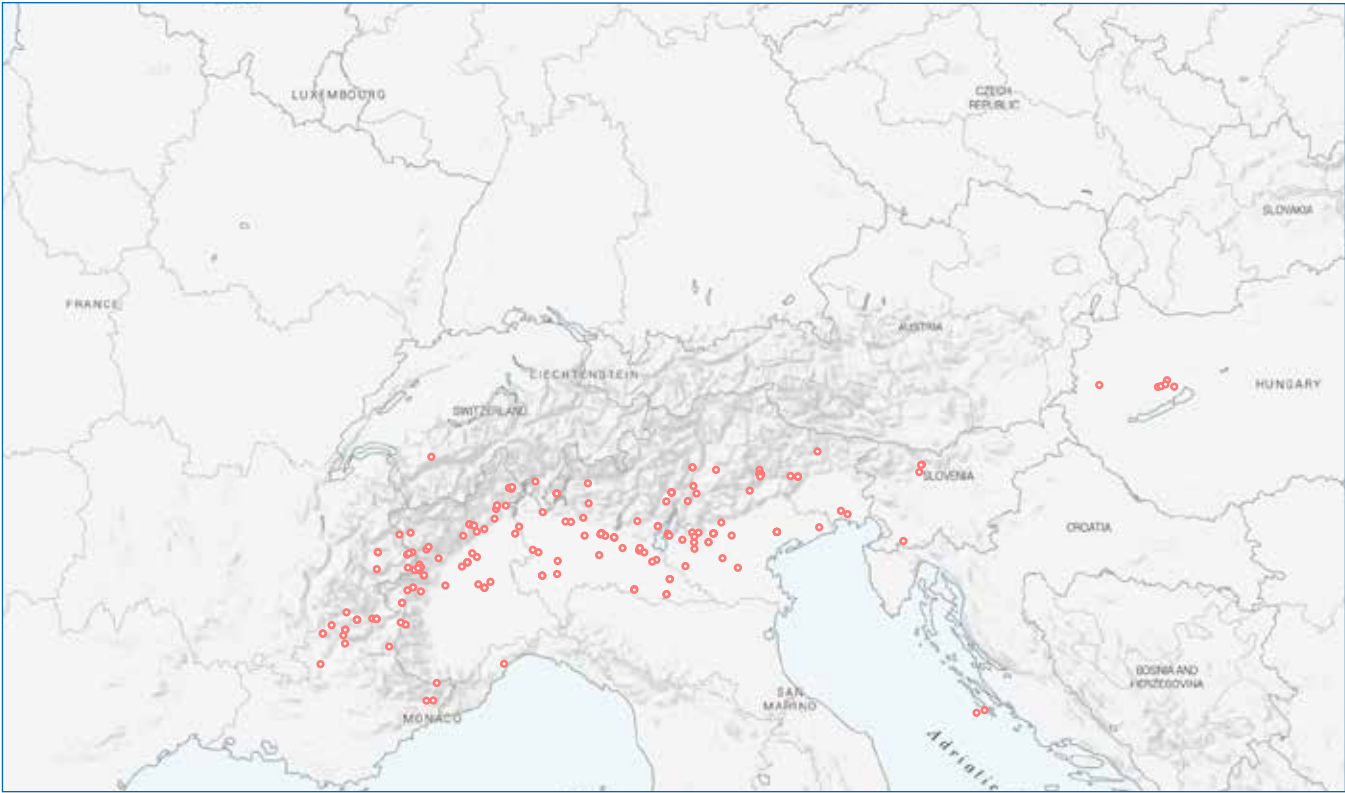 LUXEMBOURG
CZECH
REPUBLIC
SLOVAKIA
FRANCE
AUSTRIA
LIECHTENSTEIN
HUNGARY
SWITZERLAND
SLOVENIA
CROATIA
BOSNIA AND
HERZEGOVINA
SAN
MARINO
MONACO
Adriatic